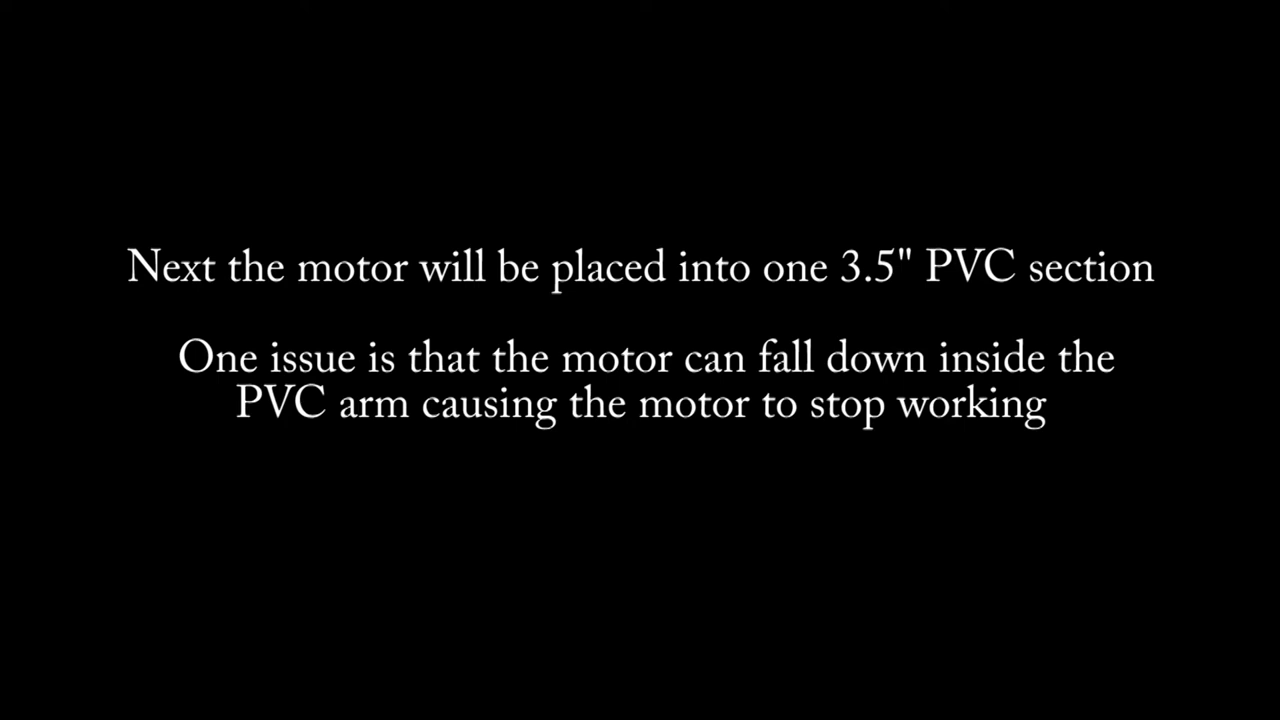 Next the motor will be placed into one 3.5" PVC section
One issue is that the motor can fall down inside the
PVC arm causing the motor to stop working